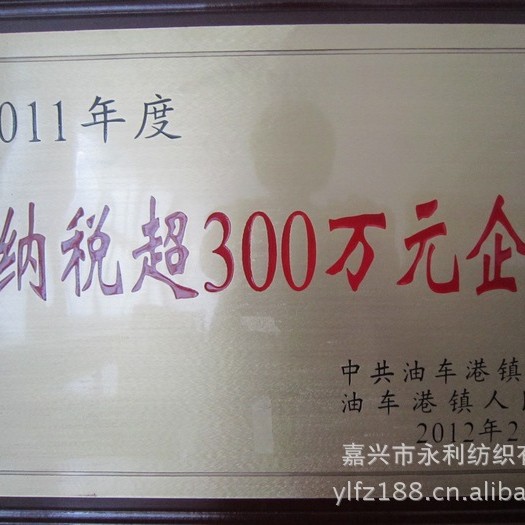 011年度
纳税超300万元企
中共油车港镇
油车港镇人
2012年2
嘉兴市永利纺织有
ylfz188.cn.alibaba